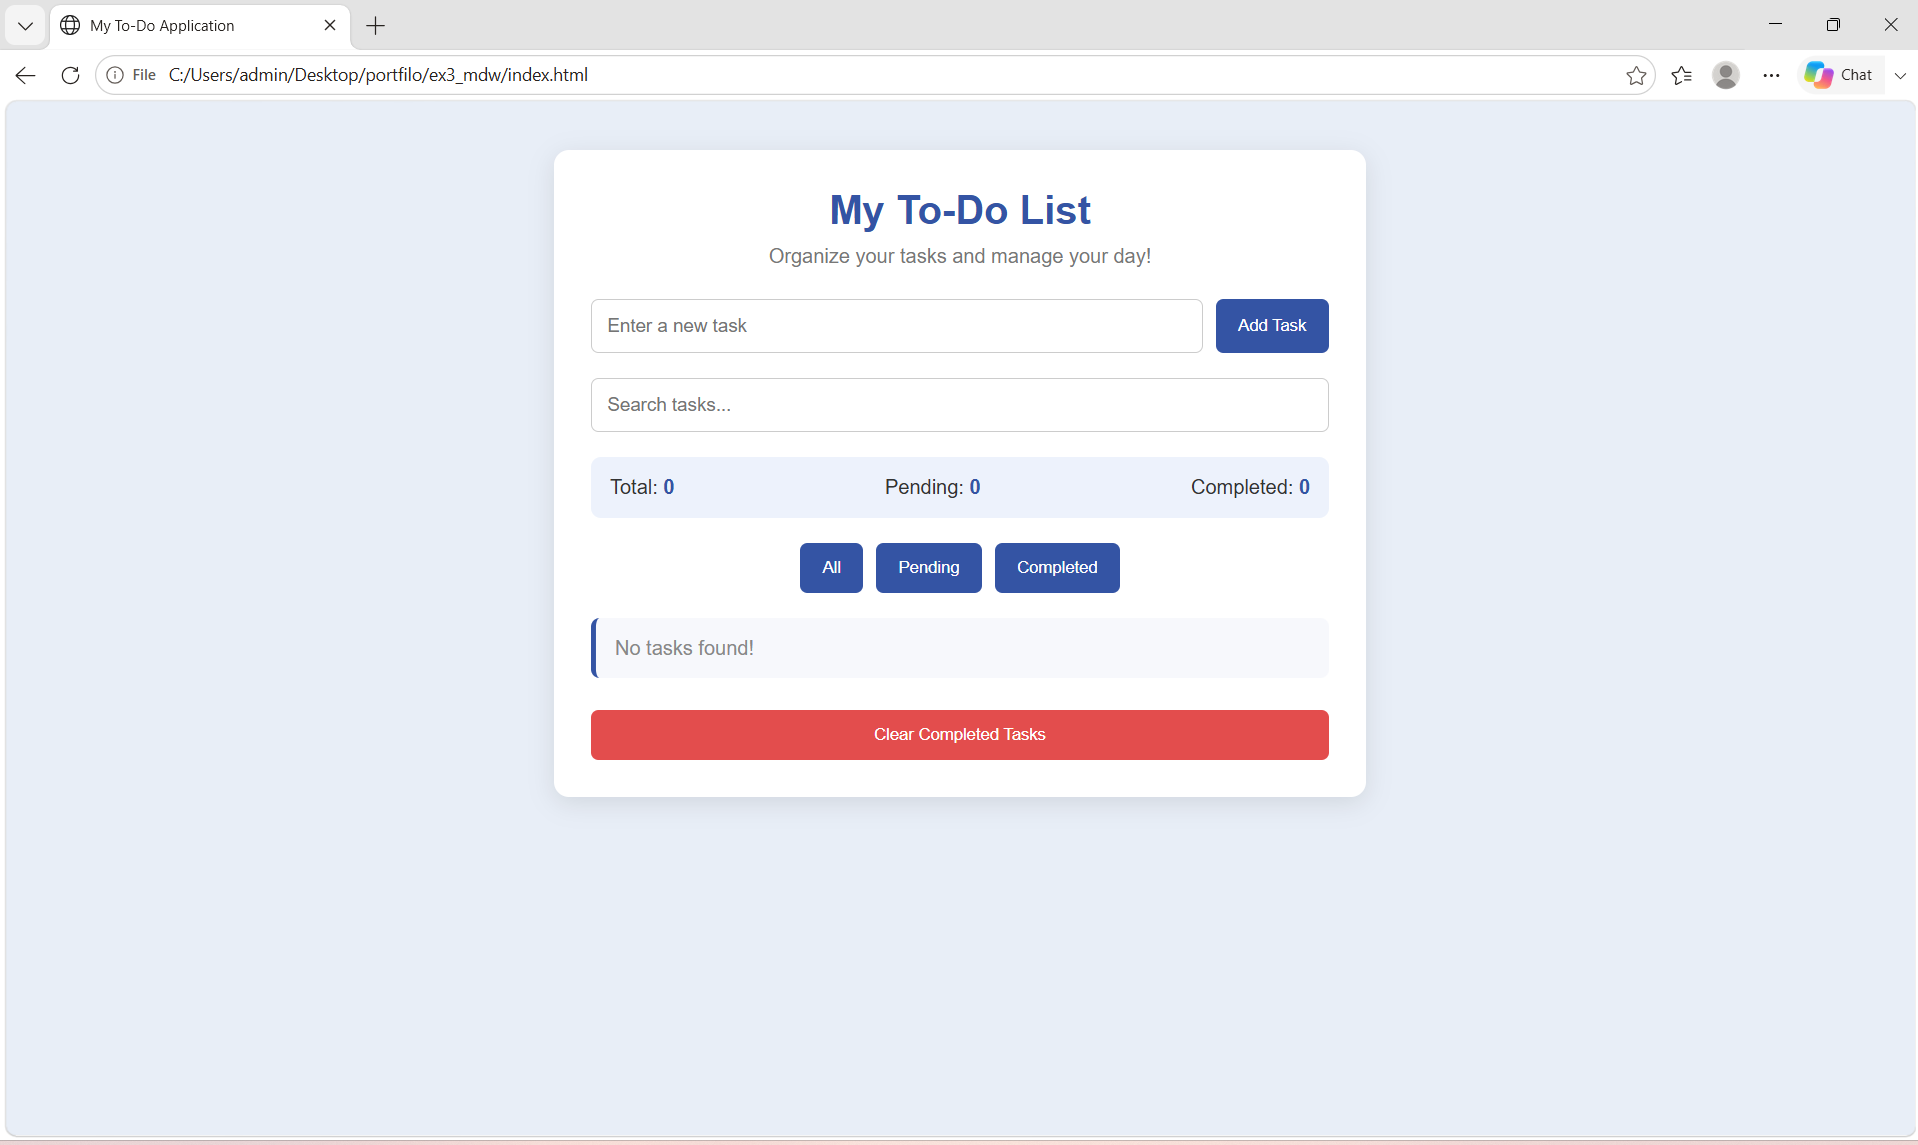 My To-Do Application
File C:/Users/admin/Desktop/portfilo/ex3_mdw/index.html
Chat
My To-Do List
Organize your tasks and manage your day!
Enter a new task Add Task
Search tasks...
Total: 0 Pending: 0 Completed: 0
All Pending Completed
No tasks found!
Clear Completed Tasks